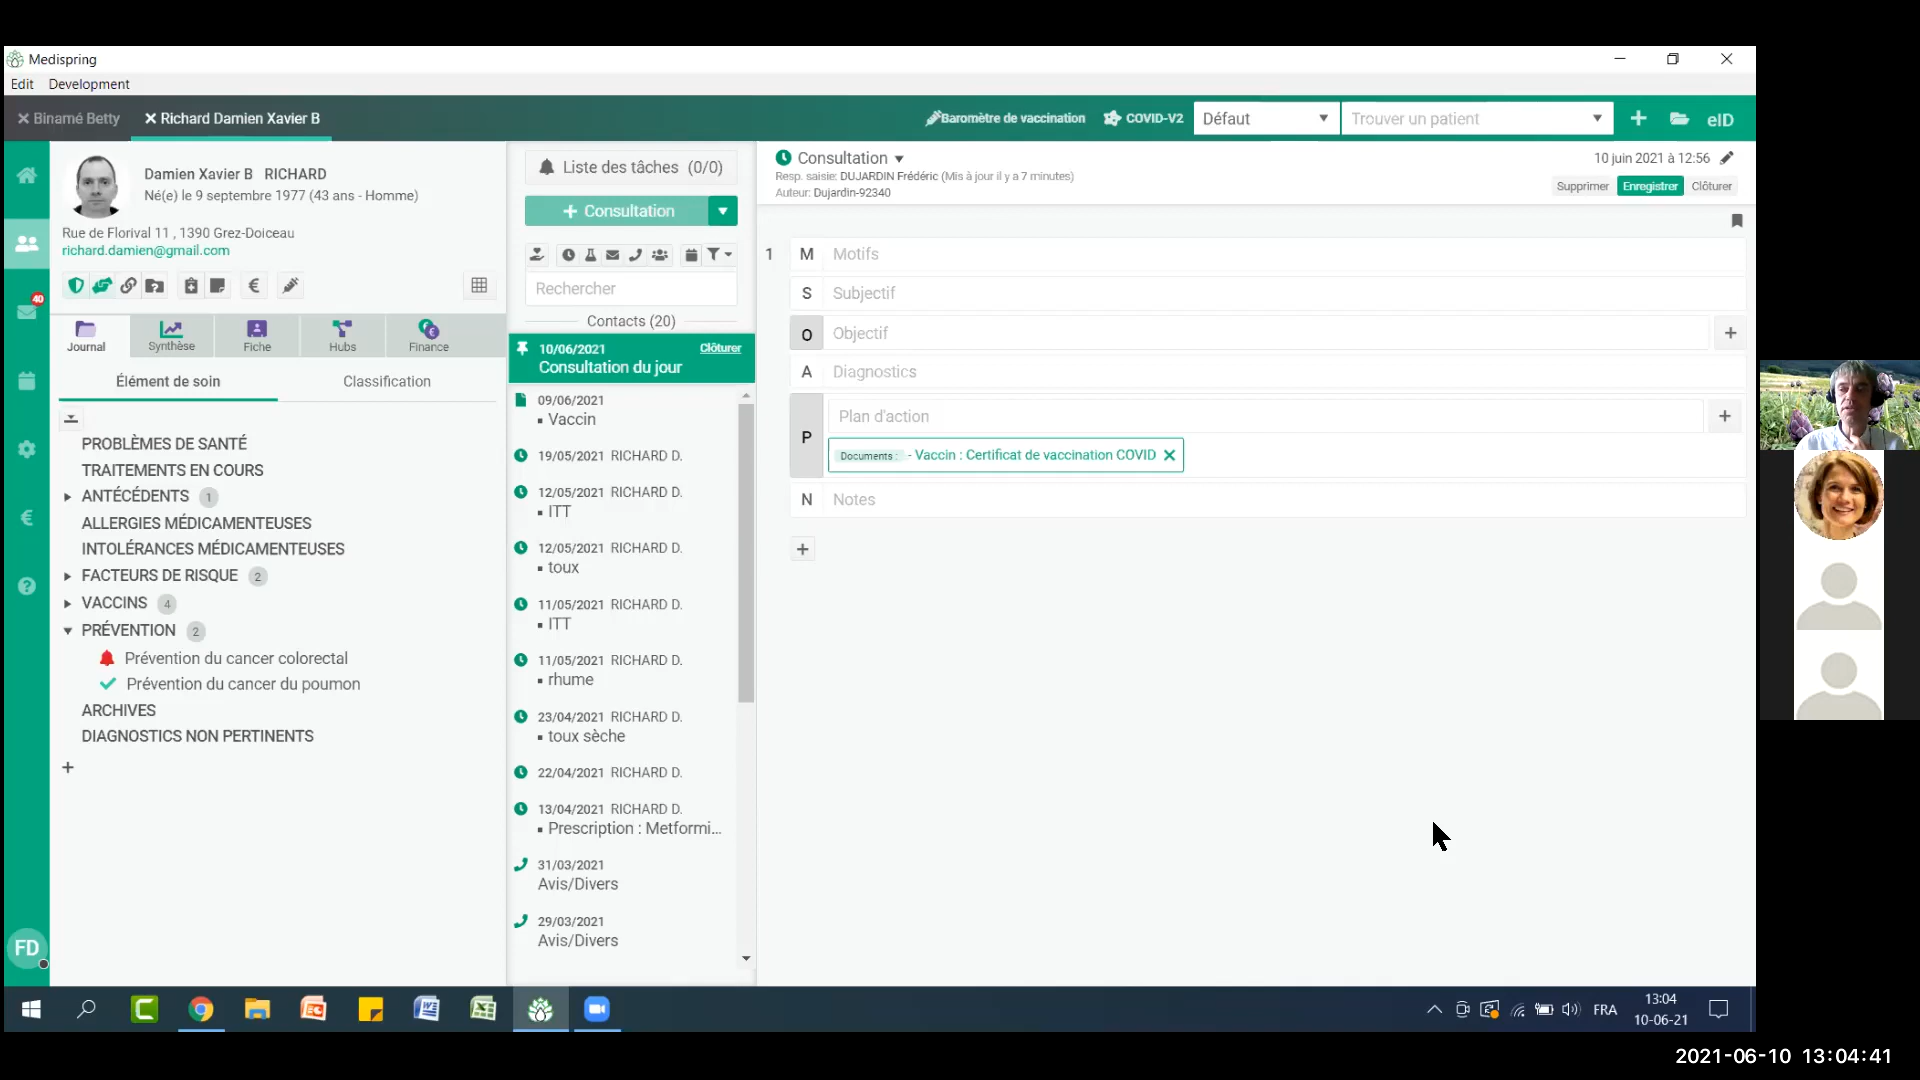 Medispring
Edit Development
Binamé Betty
Richard Damien Xavier B
Baromètre de vaccination
COVID-V2
Défaut
Trouver un patient
eID
Damien Xavier B RICHARD
Né(e) le 9 septembre 1977 (43 ans - Homme)
Rue de Florival 11 , 1390 Grez-Doiceau
richard.damien@gmail.com
40
Journal
Synthèse
Fiche
Hubs
Finance
Élément de soin
Classification
PROBLÈMES DE SANTÉ
TRAITEMENTS EN COURS
ANTÉCÉDENTS 1
ALLERGIES MÉDICAMENTEUSES
INTOLÉRANCES MÉDICAMENTEUSES
FACTEURS DE RISQUE 2
VACCINS 4
PRÉVENTION 2
Prévention du cancer colorectal
Prévention du cancer du poumon
ARCHIVES
DIAGNOSTICS NON PERTINENTS
+
FD
Liste des tâches (0/0)
+ Consultation
Rechercher
Contacts (20)
10/06/2021 Clôturer
Consultation du jour
09/06/2021
Vaccin
19/05/2021 RICHARD D.
12/05/2021 RICHARD D.
ITT
12/05/2021 RICHARD D.
toux
11/05/2021 RICHARD D.
ITT
11/05/2021 RICHARD D.
rhume
23/04/2021 RICHARD D.
toux sèche
22/04/2021 RICHARD D.
13/04/2021 RICHARD D.
Prescription : Metformi...
31/03/2021
Avis/Divers
29/03/2021
Avis/Divers
Consultation
Resp. saisie: DUJARDIN Frédéric (Mis à jour il y a 7 minutes)
Auteur: Dujardin-92340
10 juin 2021 à 12:56
Supprimer Enregistrer Clôturer
1 M Motifs
S Subjectif
O Objectif +
A Diagnostics
P Plan d'action +
Documents : - Vaccin : Certificat de vaccination COVID
N Notes
+
FRA
13:04
10-06-21
2021-06-10 13:04:41